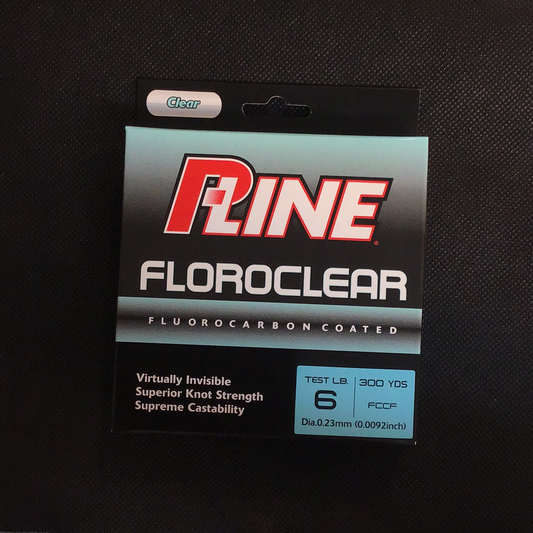 Clear
P-LINE®
FLOROCLEAR
FLUOROCARBON COATED
Virtually Invisible
Superior Knot Strength
Supreme Castability
TEST LB. 300 YDS
6 FCCF
Dia.0.23mm (0.0092inch)